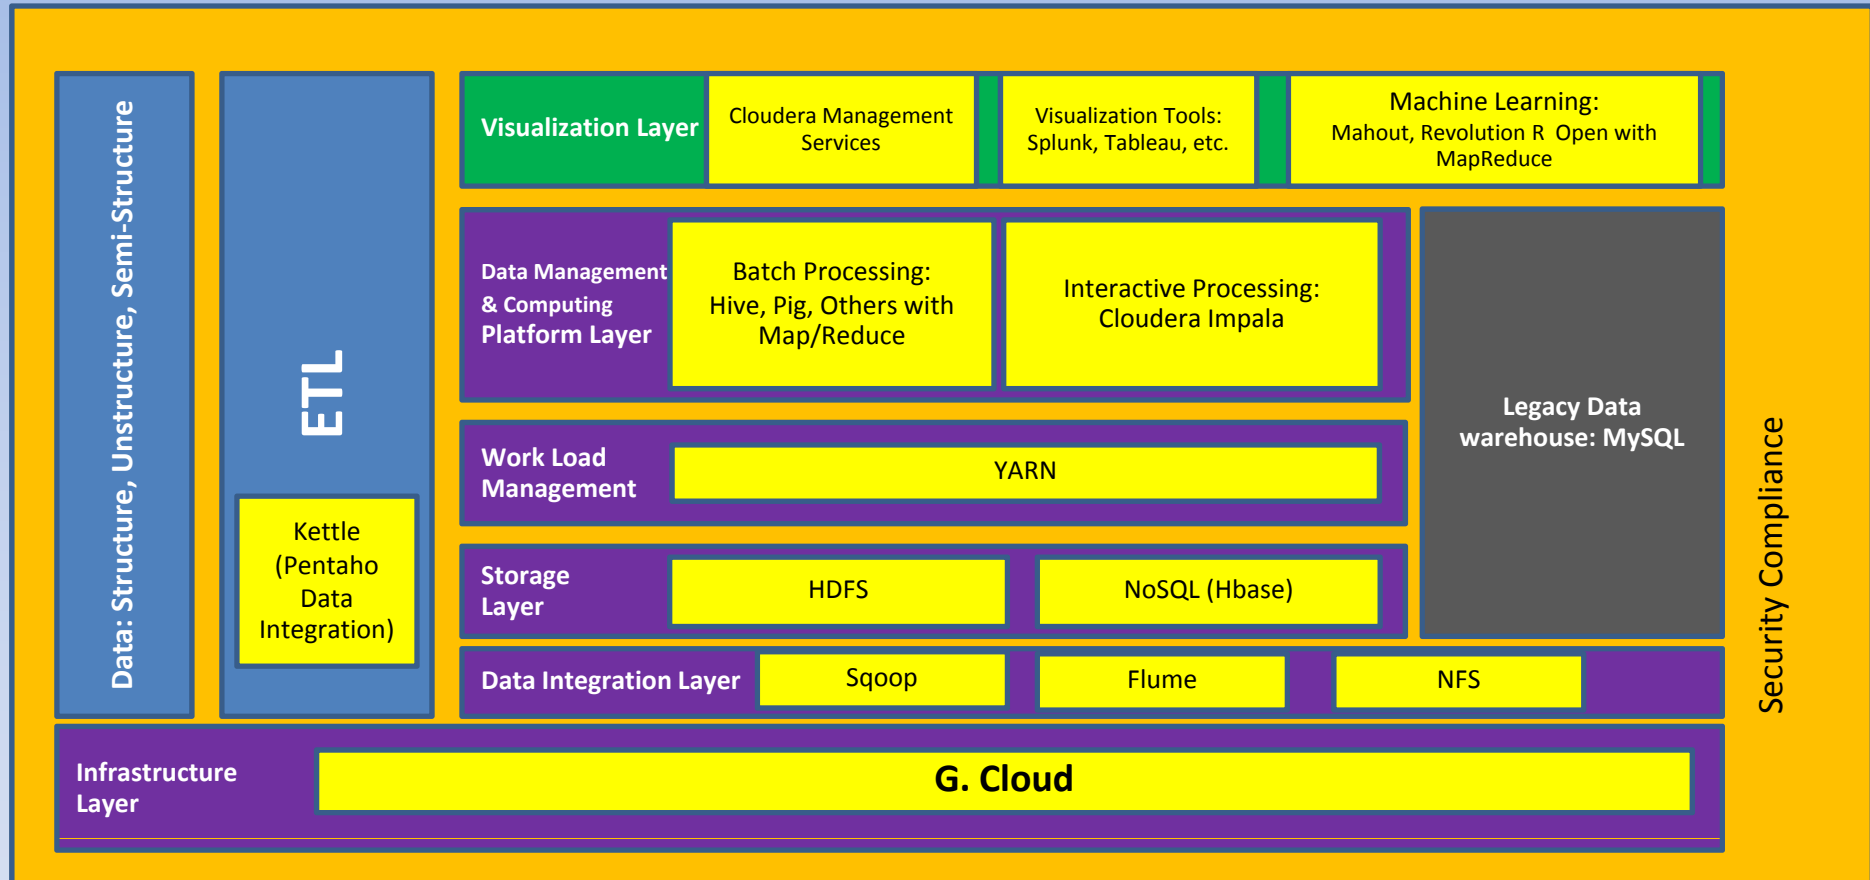 Data: Structure, Unstructure, Semi-Structure
ETL
Kettle
(Pentaho
Data
Integration)
Visualization Layer
Cloudera Management
Services
Visualization Tools:
Splunk, Tableau, etc.
Machine Learning:
Mahout, Revolution R Open with
MapReduce
Data Management
& Computing
Platform Layer
Batch Processing:
Hive, Pig, Others with
Map/Reduce
Interactive Processing:
Cloudera Impala
Legacy Data
warehouse: MySQL
Work Load
Management
YARN
Storage
Layer
HDFS
NoSQL (Hbase)
Data Integration Layer
Sqoop
Flume
NFS
Infrastructure
Layer
G. Cloud
Security Compliance